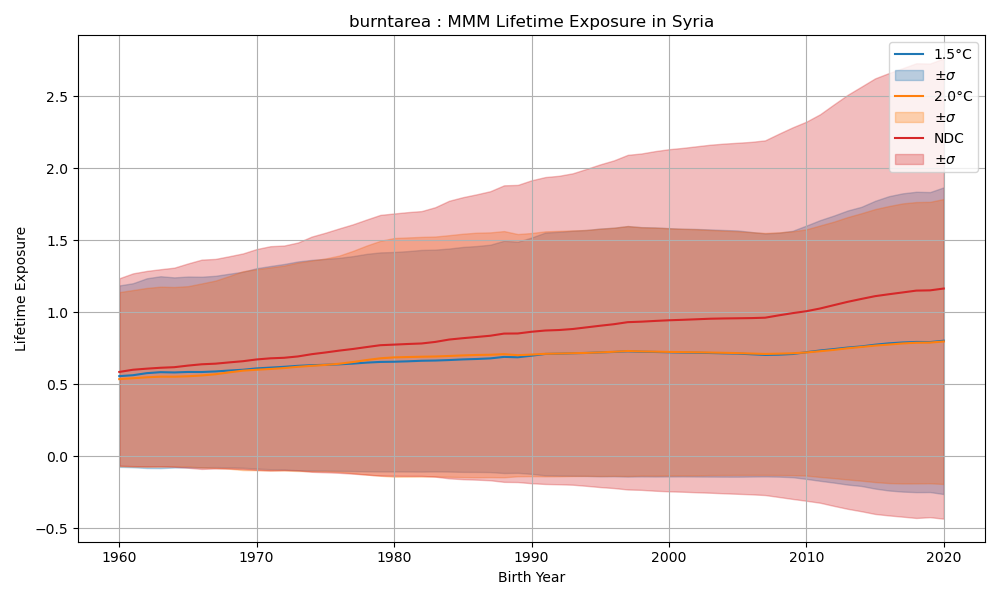 burntarea : MMM Lifetime Exposure in Syria
1.5°C
±σ
2.0°C
±σ
NDC
±σ
Lifetime Exposure
2.5
2.0
1.5
1.0
0.5
0.0
−0.5
1960
1970
1980
1990
2000
2010
2020
Birth Year